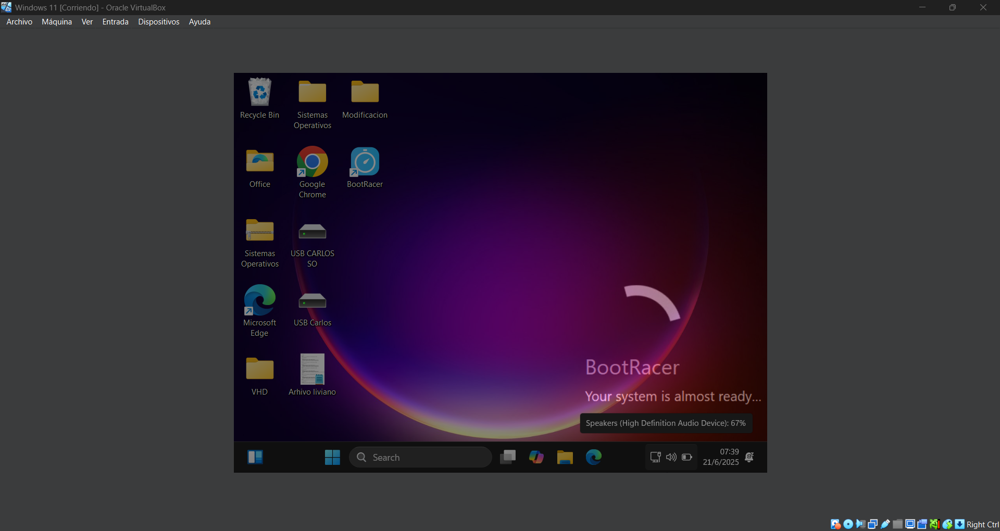 Windows 11 [Corriendo] - Oracle VirtualBox
Archivo Máquina Ver Entrada Dispositivos Ayuda
Recycle Bin
Sistemas
Operativos
Modificacion
Office
Google
Chrome
BootRacer
Sistemas
Operativos
USB CARLOS
SO
Microsoft
Edge
USB Carlos
VHD
Arhivo liviano
BootRacer
Your system is almost ready...
Speakers (High Definition Audio Device): 67%
Search
07:39
21/6/2025
Right Ctrl